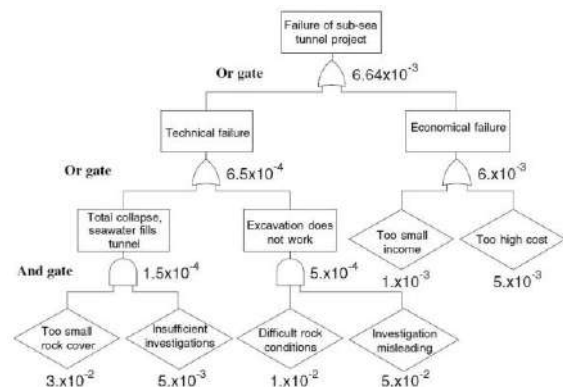 Failure of sub-sea
tunnel project
Or gate
6.64x10⁻³
Technical failure
Economical failure
Or gate
6.5x10⁻⁴
6.x10⁻³
Total collapse,
seawater fills
tunnel
Excavation does
not work
Too small
income
Too high cost
And gate
1.5x10⁻⁴
5.x10⁻⁴
1.x10⁻³
5.x10⁻³
Too small
rock cover
Insufficient
investigations
Difficult rock
conditions
Investigation
misleading
3.x10⁻²
5.x10⁻³
1.x10⁻²
5.x10⁻²